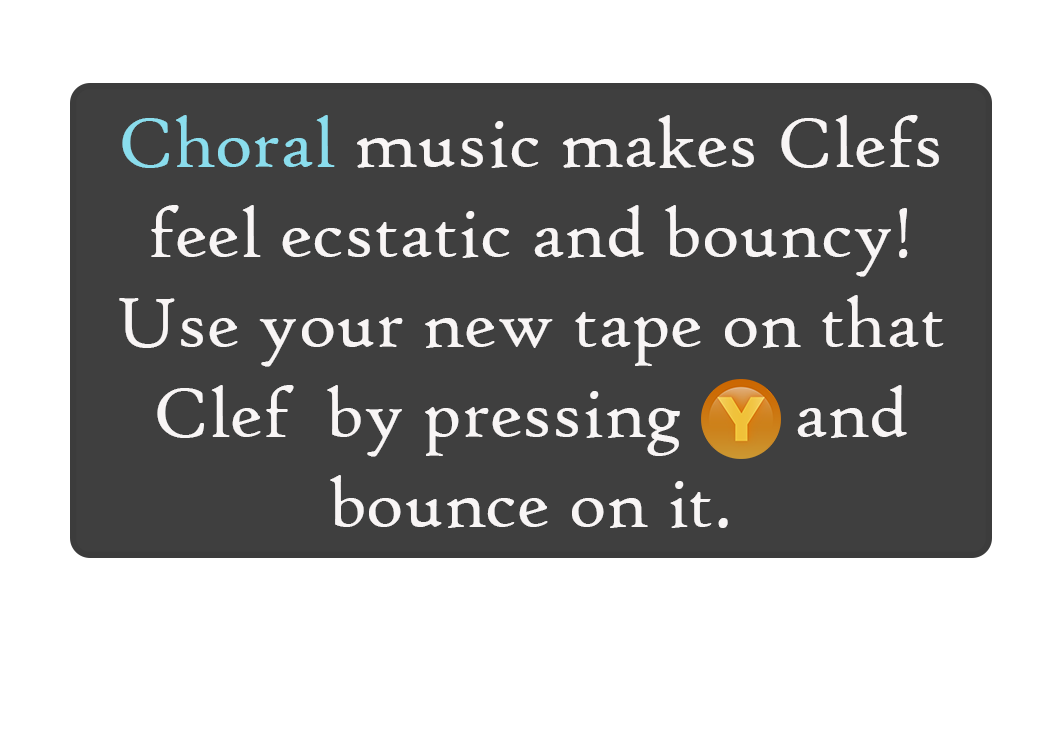 Choral music makes Clefs
feel ecstatic and bouncy!
Use your new tape on that
Clef by pressing Y and
bounce on it.